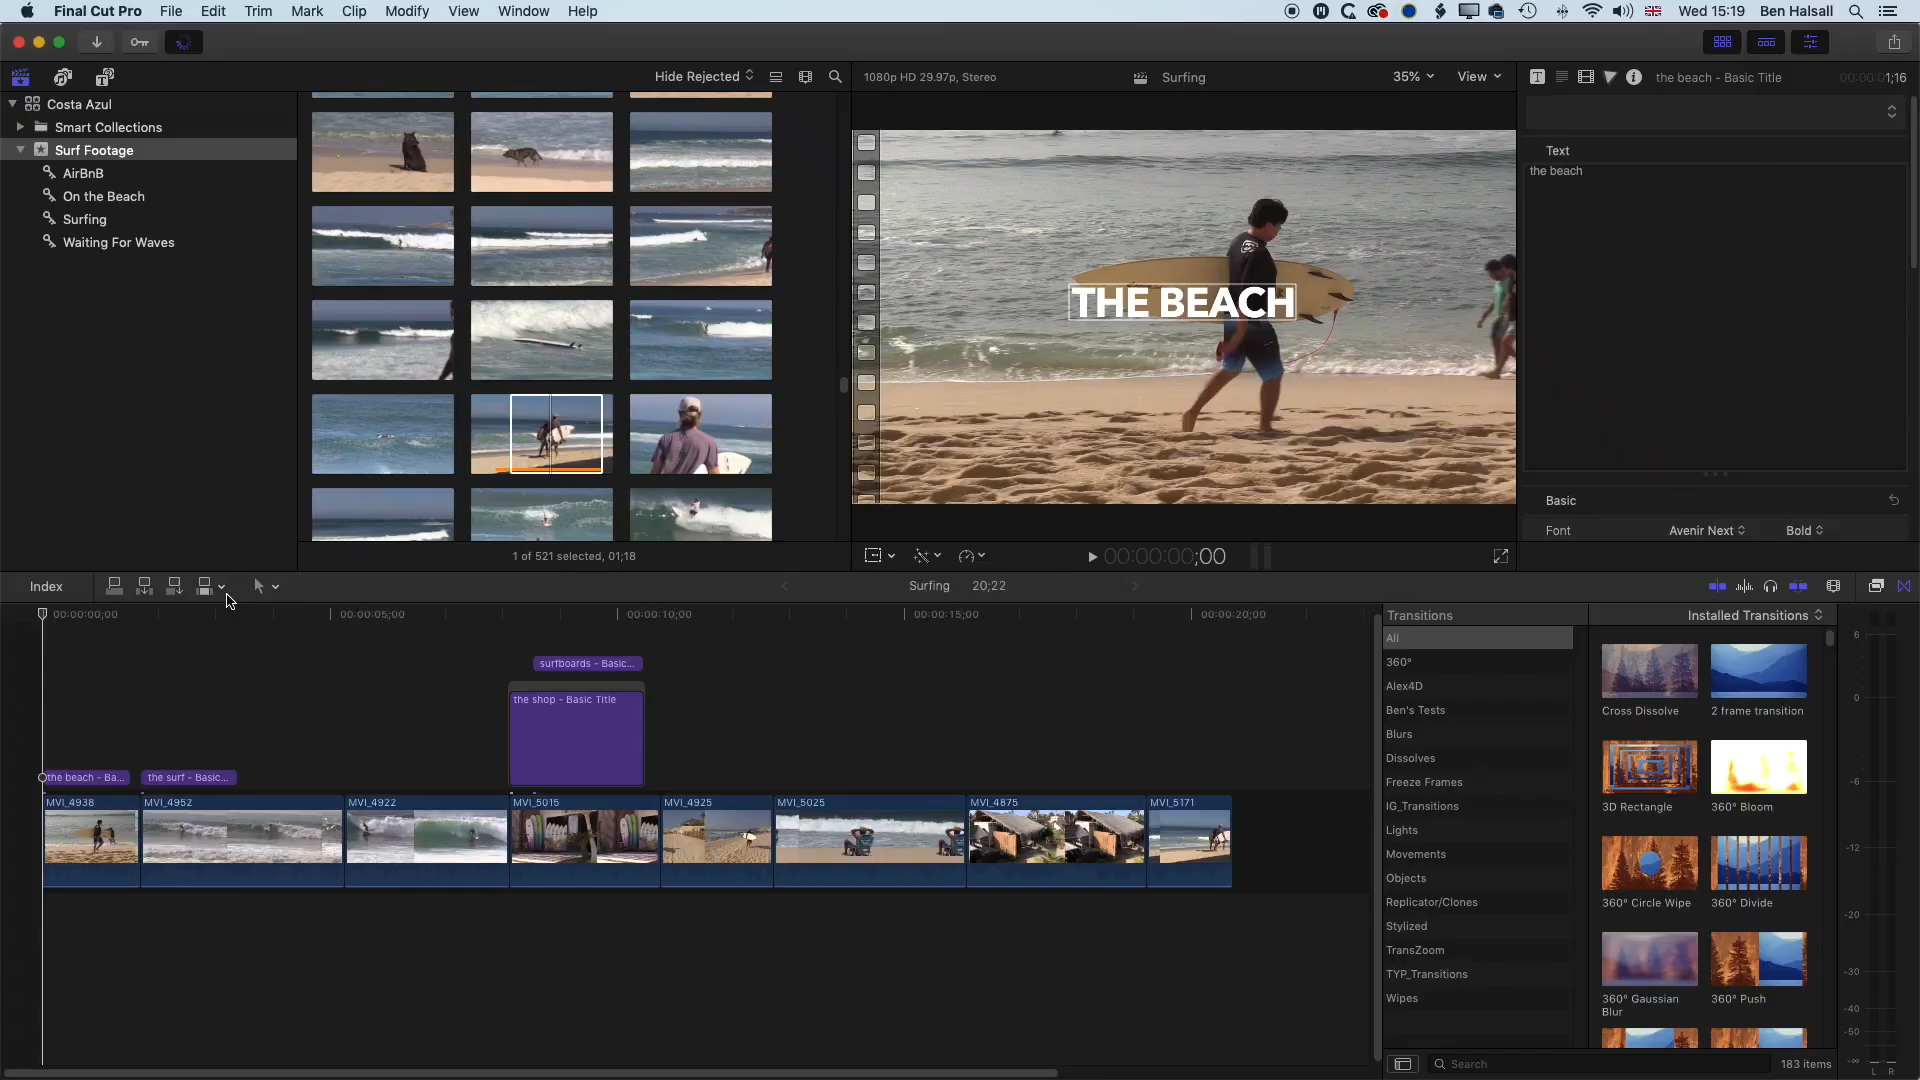 Final Cut Pro File Edit Trim Mark Clip Modify View Window Help Wed 15:19 Ben Halsall
Hide Rejected
1080p HD 29.97p, Stereo Surfing 35% View
the beach - Basic Title 00:00:01;16
Costa Azul
Smart Collections
Surf Footage
AirBnB
On the Beach
Surfing
Waiting For Waves
1 of 521 selected, 01;18
THE BEACH
00:00:00;00
Text
the beach
Basic
Font Avenir Next Bold
Index Surfing 20;22
00:00:00;00 00:00:05;00 00:00:10;00 00:00:15;00 00:00:20;00
surfboards - Basic...
the shop - Basic Title
the beach - Ba...
the surf - Basic...
MVI_4938 MVI_4952 MVI_4922 MVI_5015 MVI_4925 MVI_5025 MVI_4875 MVI_5171
Transitions
Installed Transitions
All
360°
Alex4D
Ben's Tests
Blurs
Dissolves
Freeze Frames
IG_Transitions
Lights
Movements
Objects
Replicator/Clones
Stylized
TransZoom
TYP_Transitions
Wipes
Cross Dissolve
2 frame transition
3D Rectangle
360° Bloom
360° Circle Wipe
360° Divide
360° Gaussian
Blur
360° Push
Search
183 items
6
0
-6
-12
-20
-30
-40
-50
-∞
L R